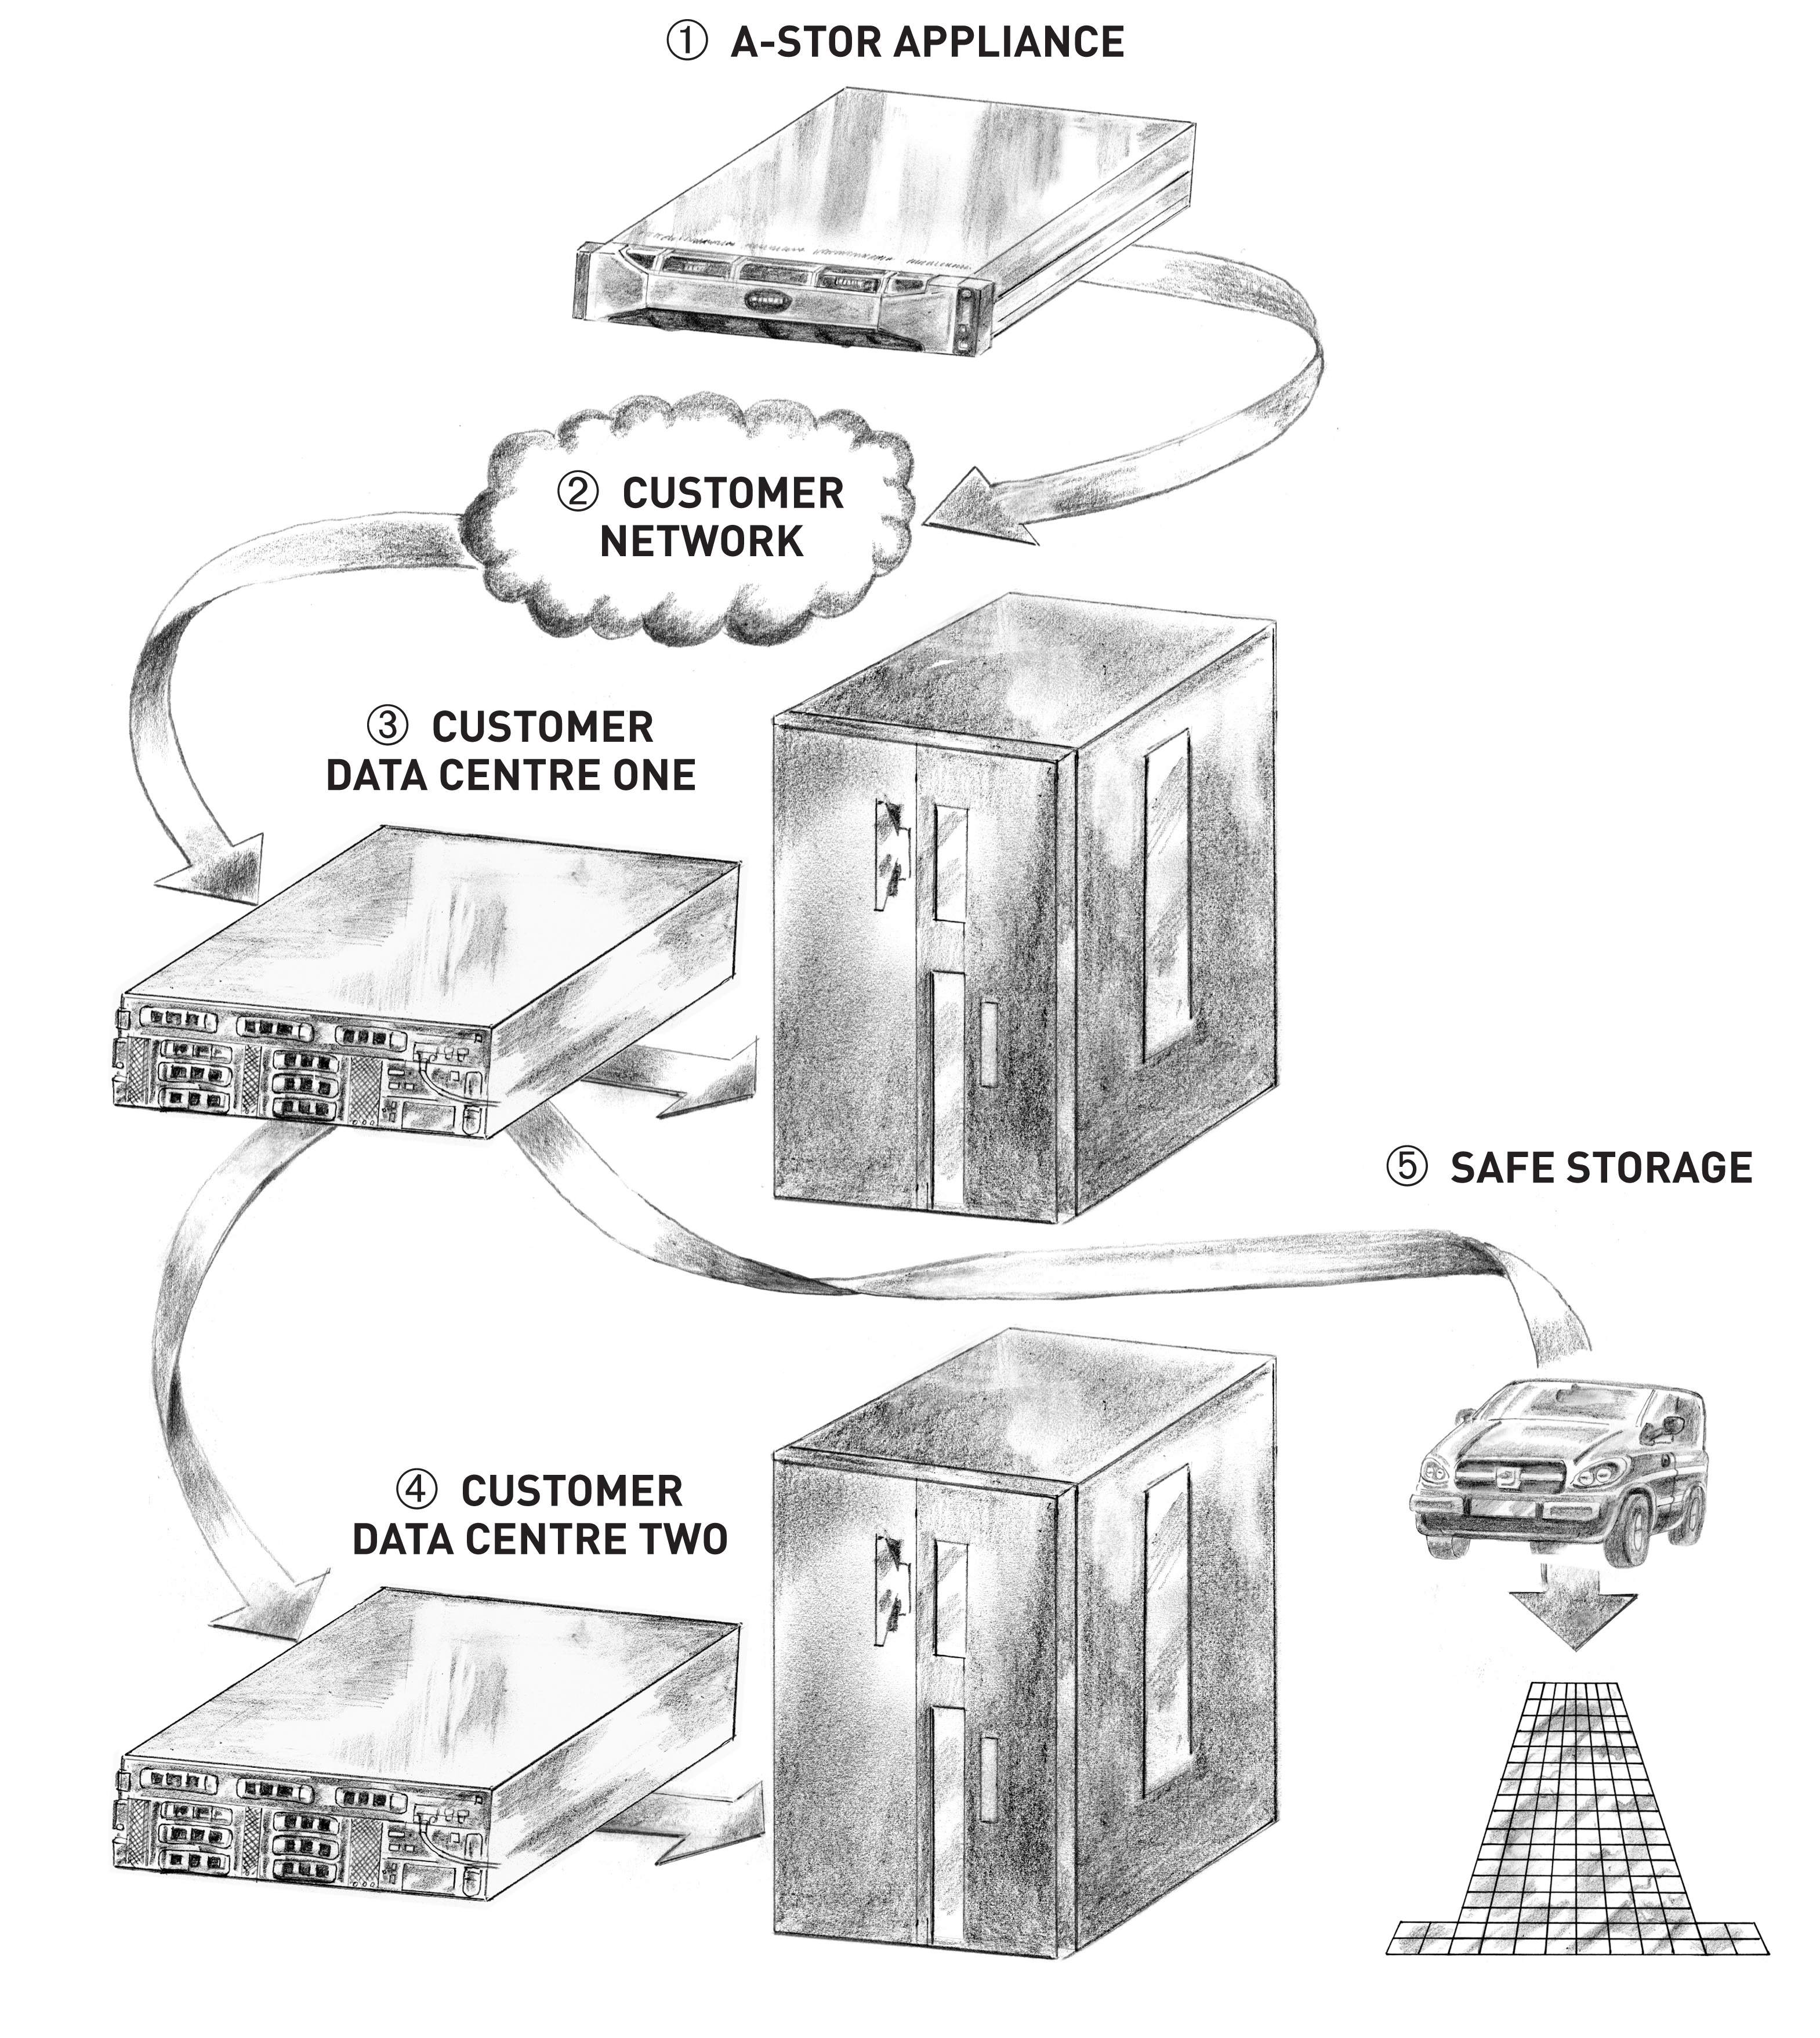 ① A-STOR APPLIANCE
② CUSTOMER
NETWORK
③ CUSTOMER
DATA CENTRE ONE
⑤ SAFE STORAGE
④ CUSTOMER
DATA CENTRE TWO